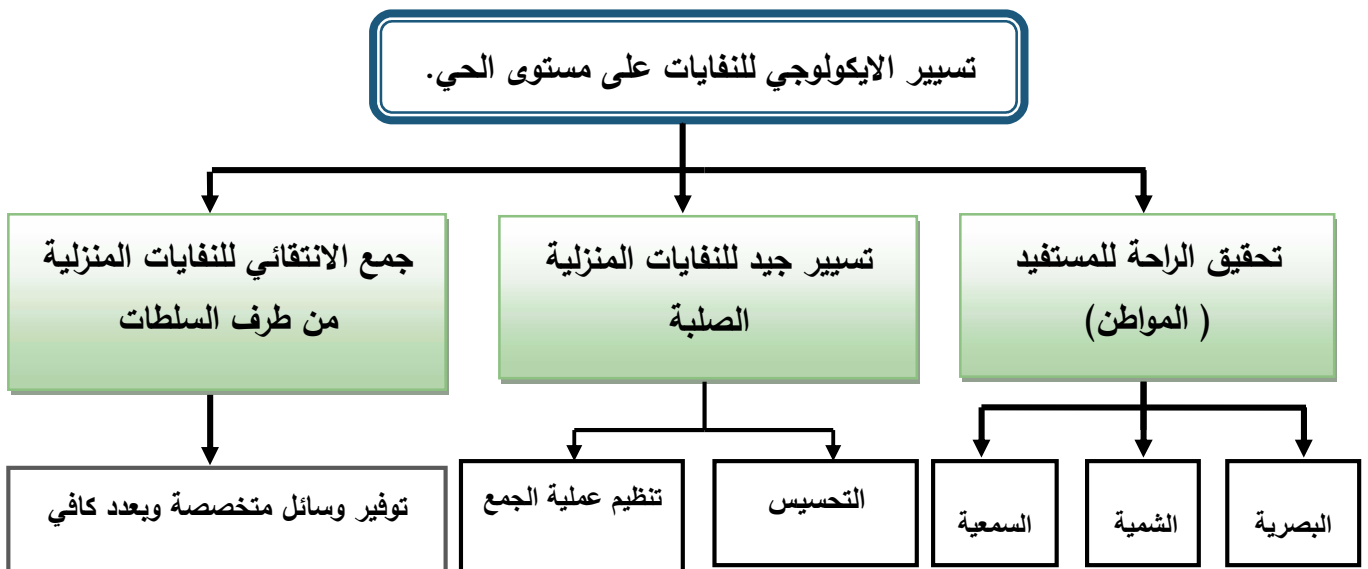 تسيير الايكولوجي للنفايات على مستوى الحي.
تحقيق الراحة للمستفيد
( المواطن)
تسيير جيد للنفايات المنزلية
الصلبة
جمع الانتقائي للنفايات المنزلية
من طرف السلطات
البصرية
الشمية
السمعية
التحسيس
تنظيم عملية الجمع
توفير وسائل متخصصة وبعدد كافي